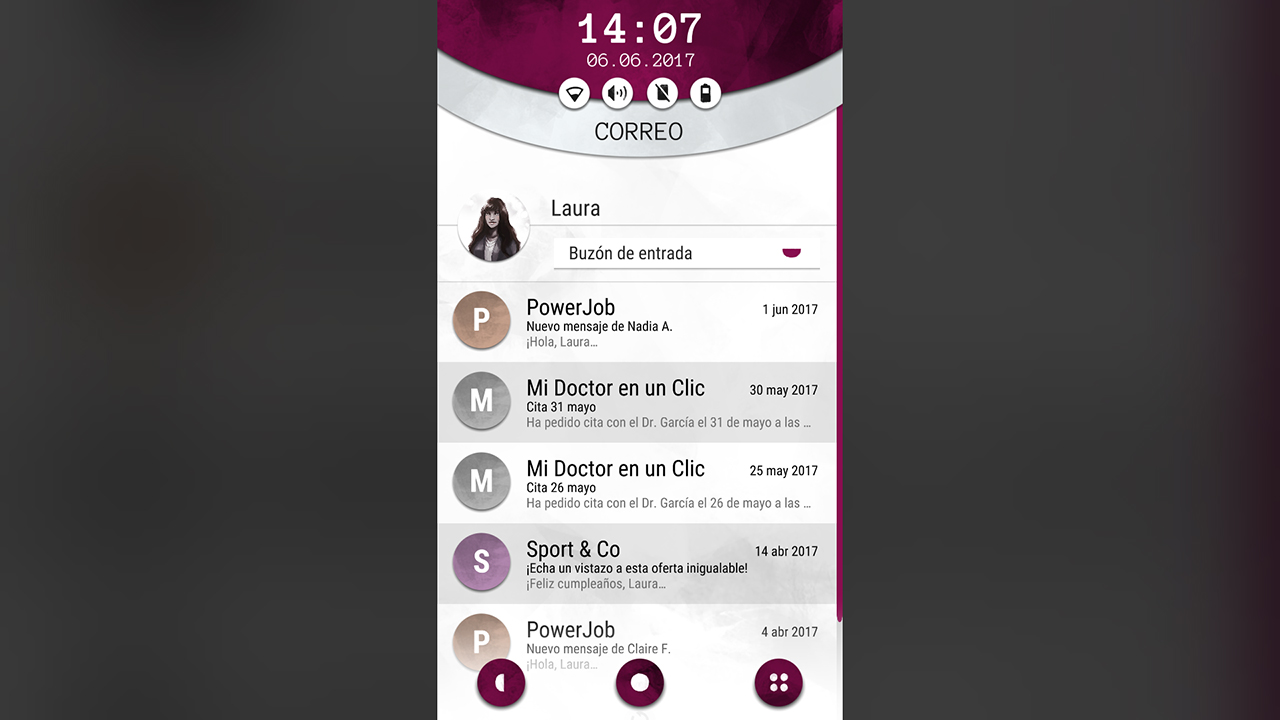 14:07
06.06.2017
CORREO
Laura
Buzón de entrada
P
PowerJob
1 jun 2017
Nuevo mensaje de Nadia A.
¡Hola, Laura...
M
Mi Doctor en un Clic
30 may 2017
Cita 31 mayo
Ha pedido cita con el Dr. García el 31 de mayo a las ...
M
Mi Doctor en un Clic
25 may 2017
Cita 26 mayo
Ha pedido cita con el Dr. García el 26 de mayo a las ...
S
Sport & Co
14 abr 2017
¡Echa un vistazo a esta oferta inigualable!
¡Feliz cumpleaños, Laura...
P
PowerJob
4 abr 2017
Nuevo mensaje de Claire F.
¡Hola, Laura...